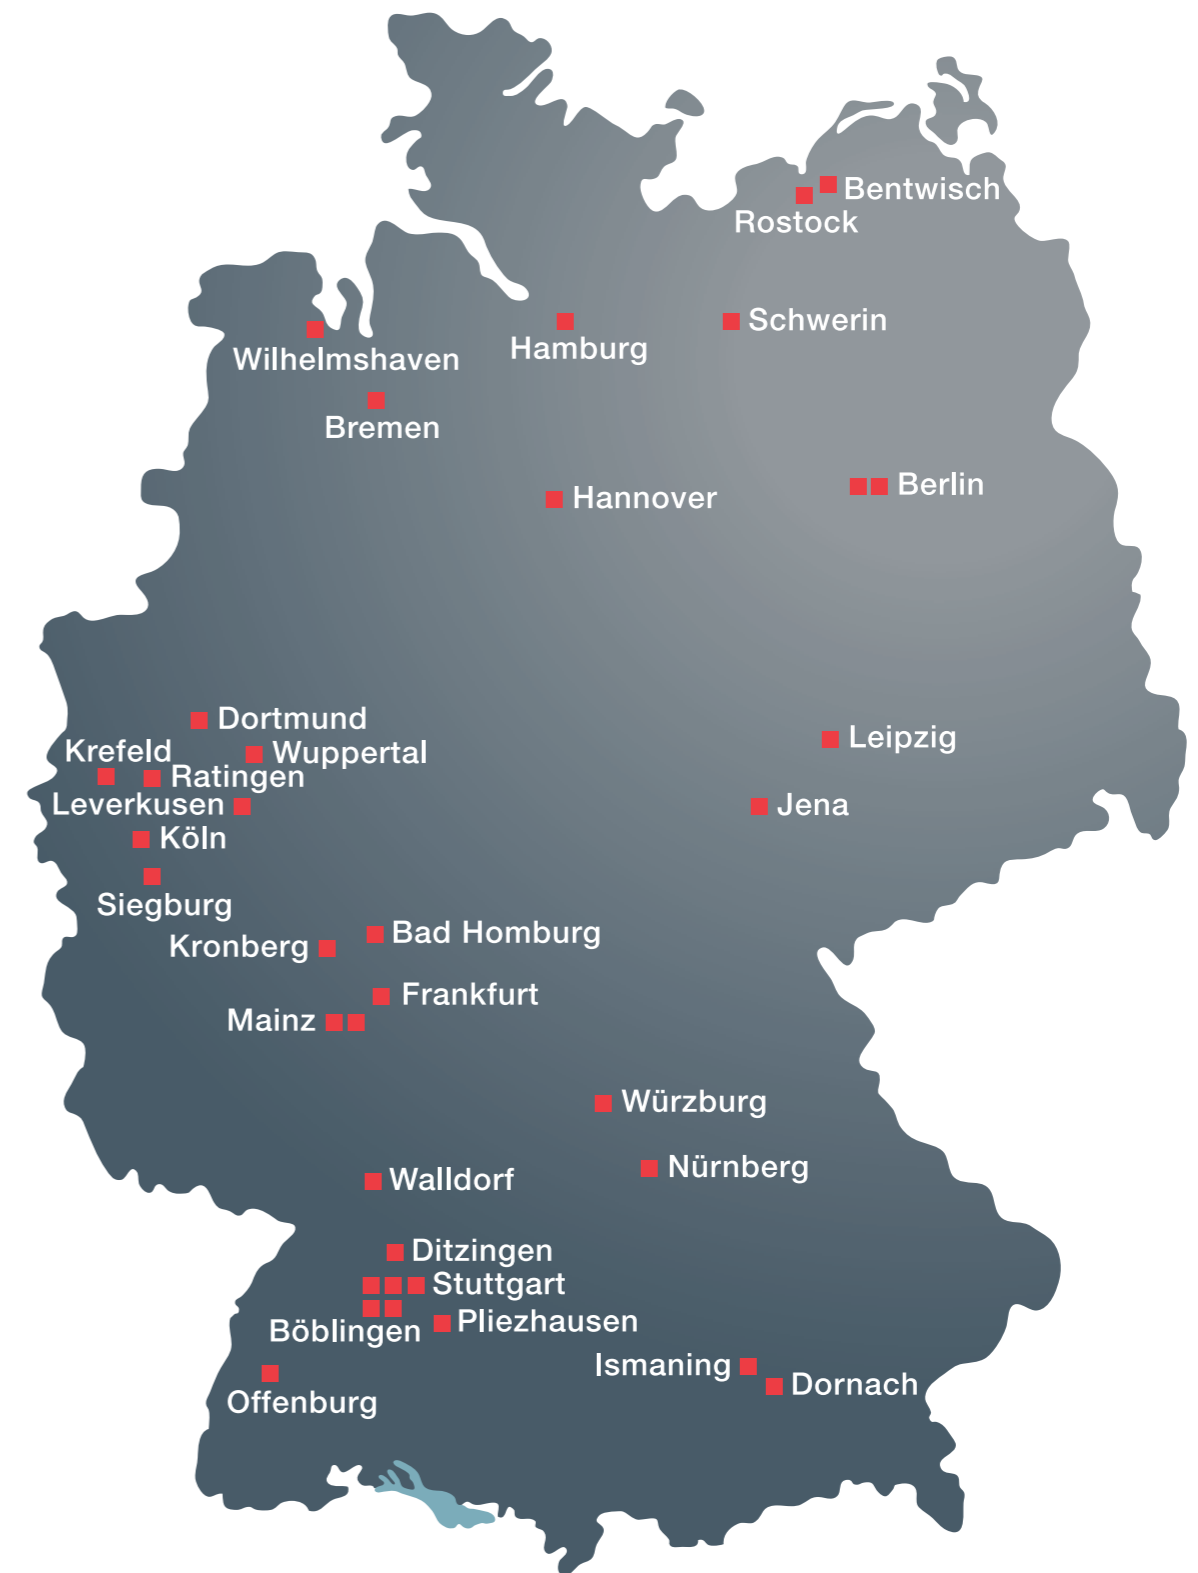 Bentwisch
Rostock
Schwerin
Hamburg
Wilhelmshaven
Bremen
Berlin
Hannover
Dortmund
Krefeld
Wuppertal
Ratingen
Leverkusen
Köln
Siegburg
Leipzig
Jena
Bad Homburg
Kronberg
Frankfurt
Mainz
Würzburg
Nürnberg
Walldorf
Ditzingen
Stuttgart
Böblingen
Pliezhausen
Offenburg
Ismaning
Dornach